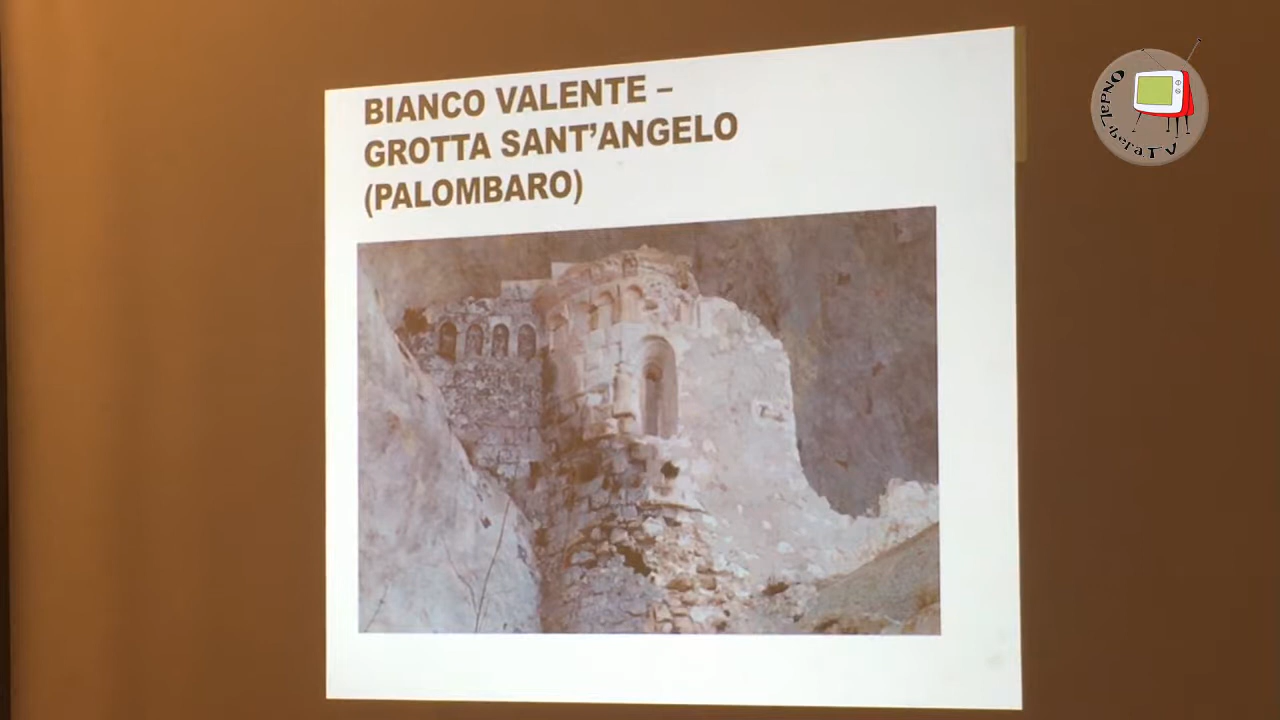 BIANCO VALENTE –
GROTTA SANT’ANGELO
(PALOMBARO)
OndaLiberaTV